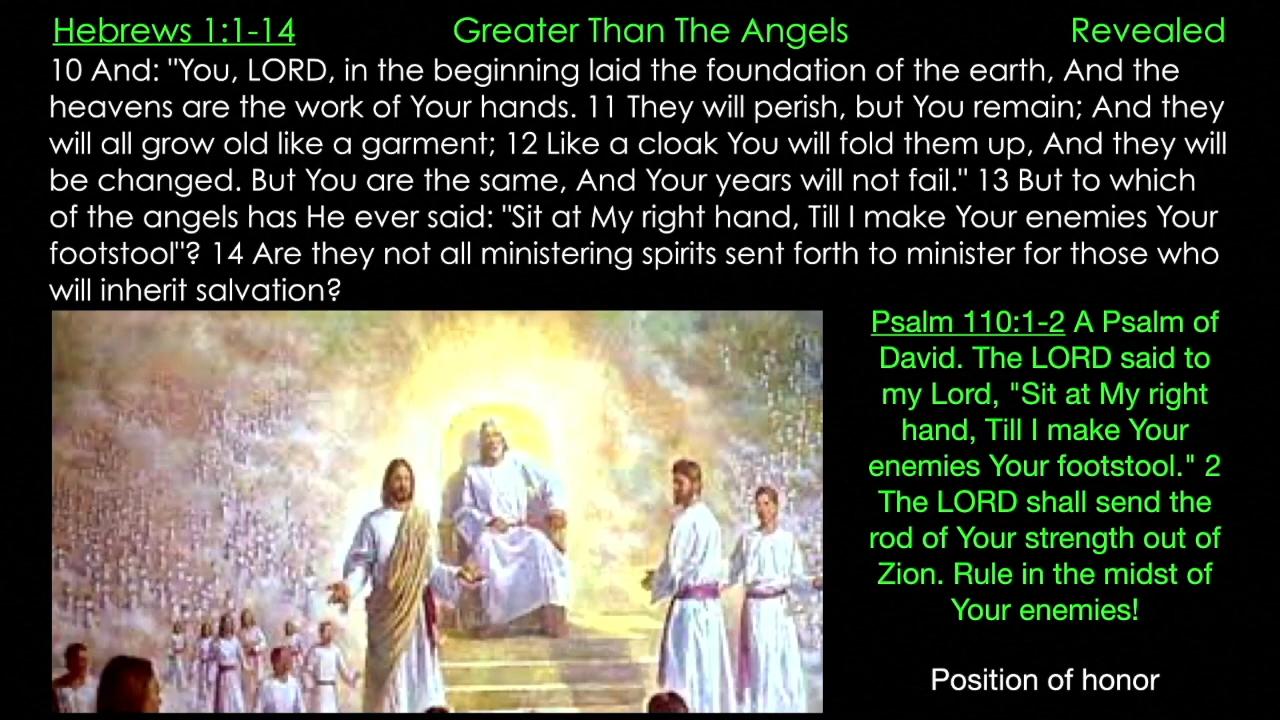 Hebrews 1:1-14 Greater Than The Angels Revealed
10 And: "You, LORD, in the beginning laid the foundation of the earth, And the
heavens are the work of Your hands. 11 They will perish, but You remain; And they
will all grow old like a garment; 12 Like a cloak You will fold them up, And they will
be changed. But You are the same, And Your years will not fail." 13 But to which
of the angels has He ever said: "Sit at My right hand, Till I make Your enemies Your
footstool"? 14 Are they not all ministering spirits sent forth to minister for those who
will inherit salvation?
Psalm 110:1-2 A Psalm of
David. The LORD said to
my Lord, "Sit at My right
hand, Till I make Your
enemies Your footstool." 2
The LORD shall send the
rod of Your strength out of
Zion. Rule in the midst of
Your enemies!
Position of honor